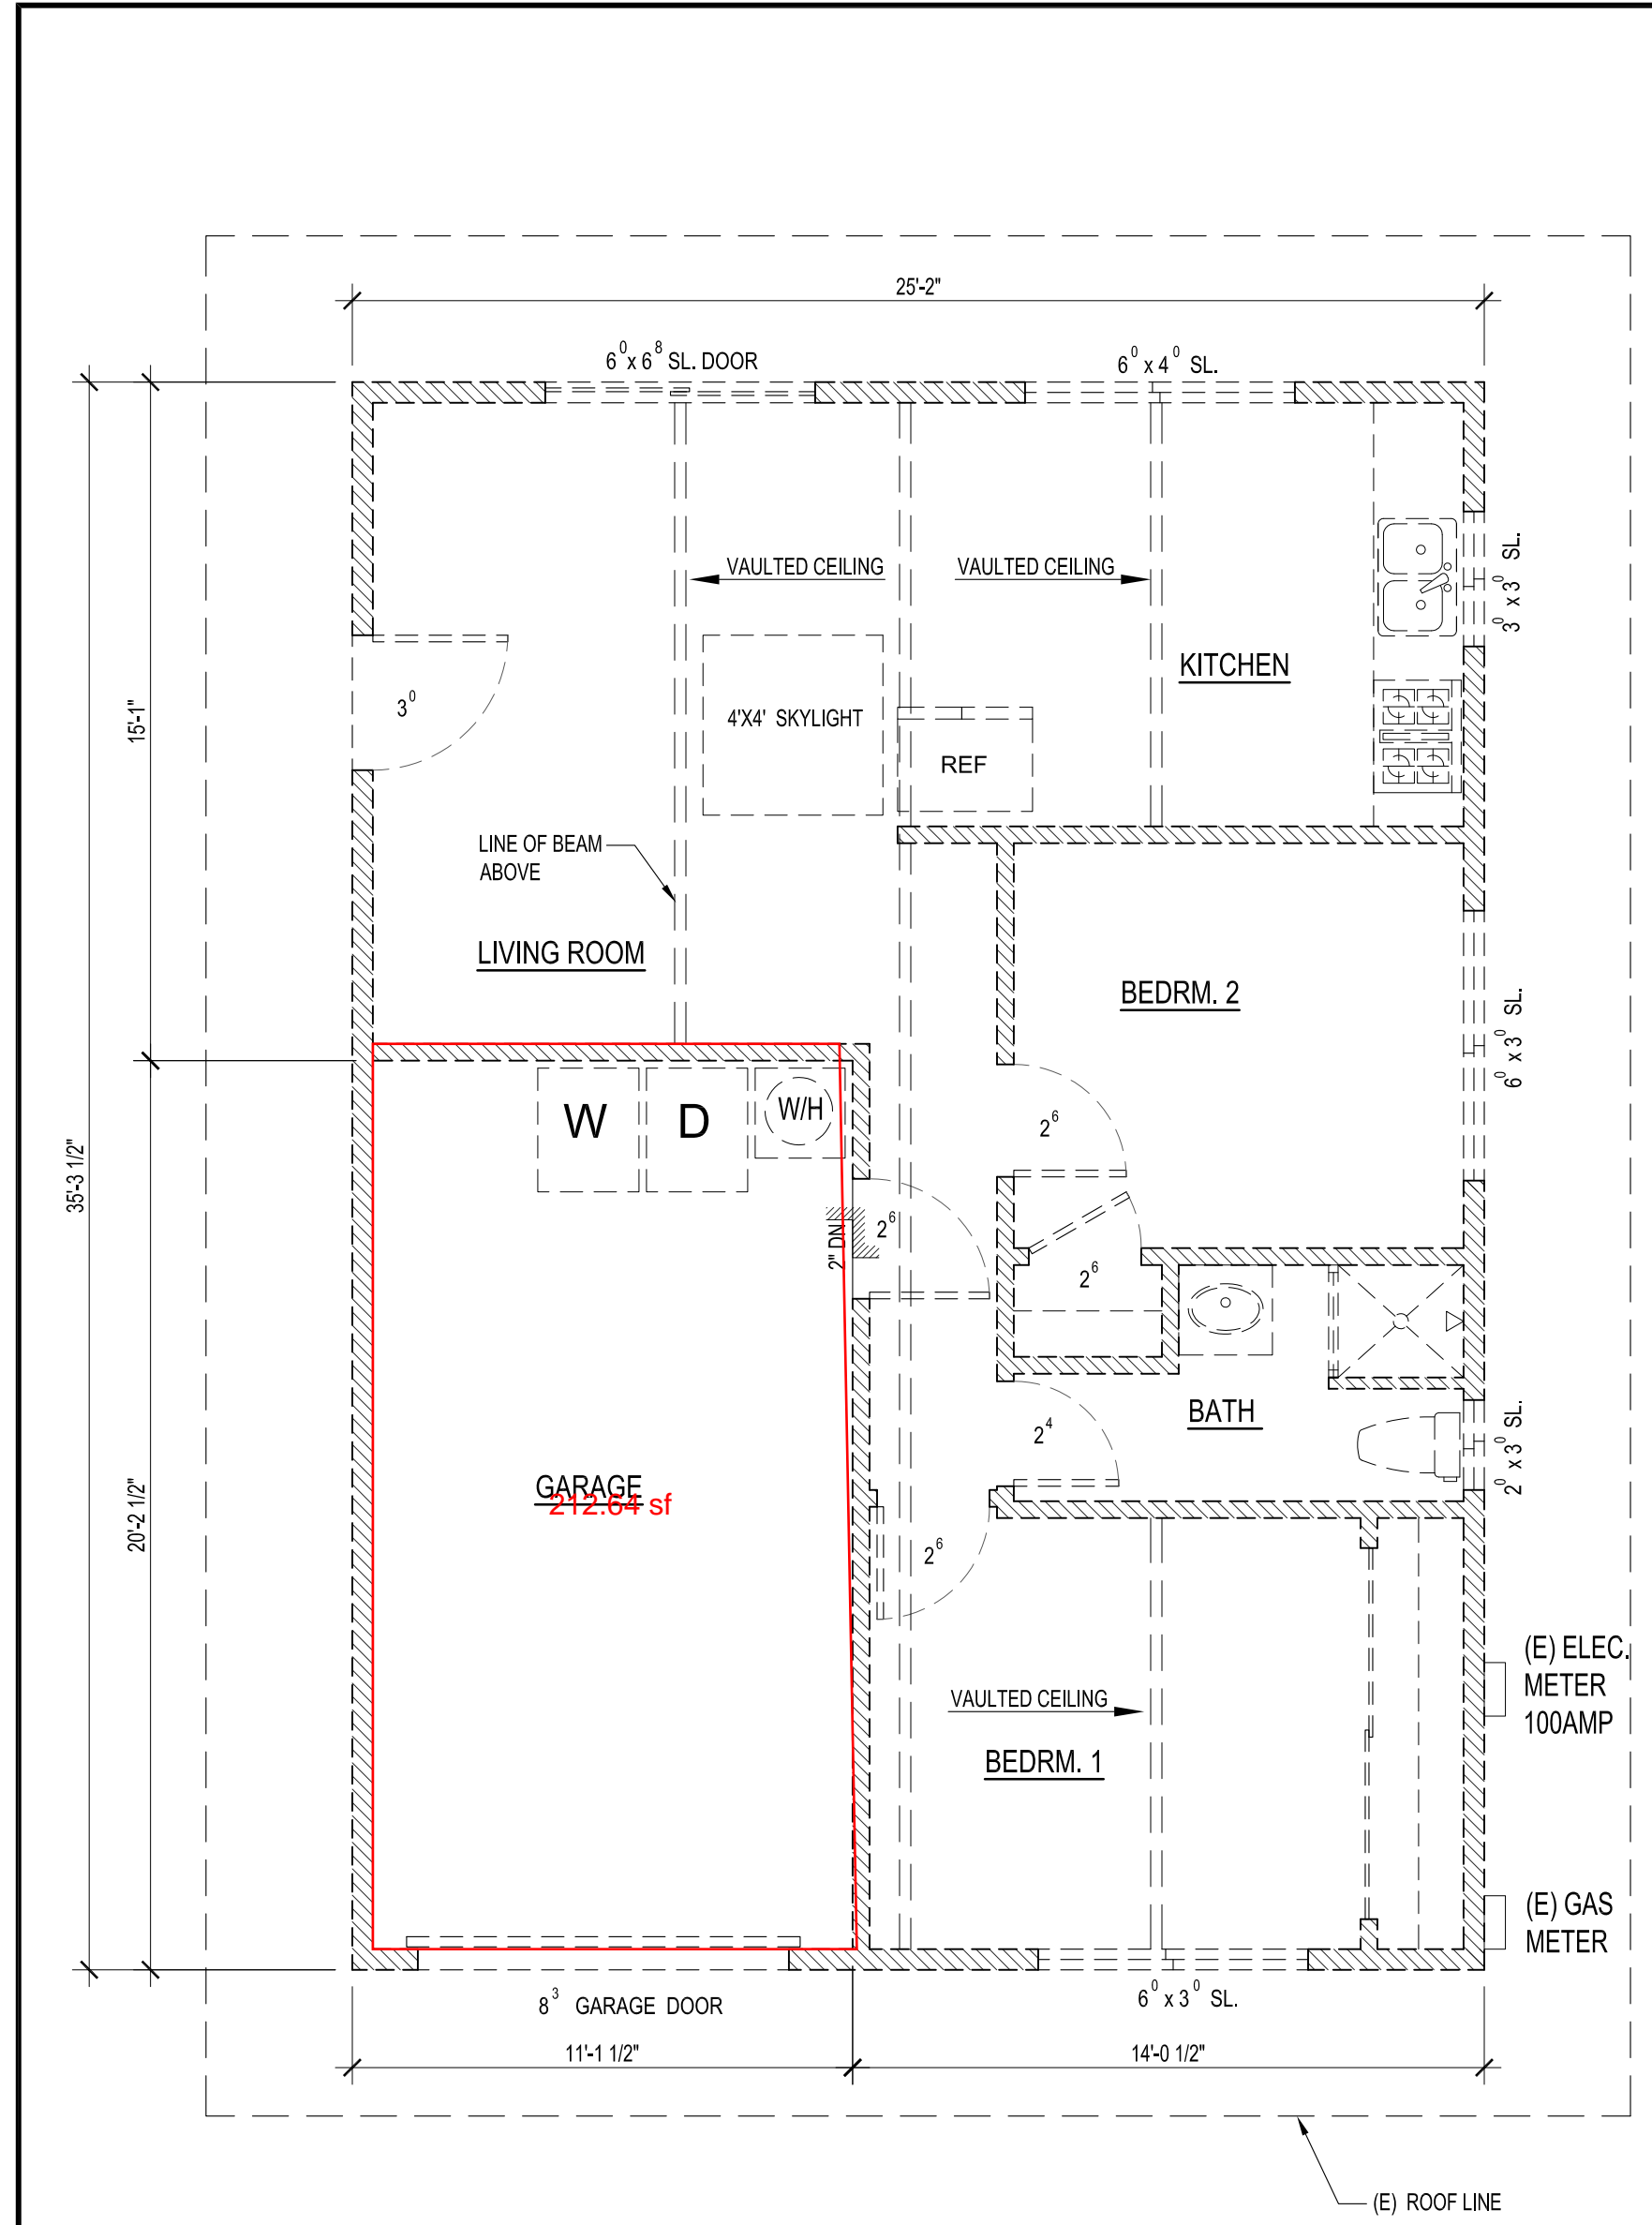 25'-2"
6⁰ x 6⁸ SL. DOOR
6⁰ x 4⁰ SL.
VAULTED CEILING
VAULTED CEILING
3⁰ x 3⁰ SL.
KITCHEN
3⁰
4'X4' SKYLIGHT
15'-1"
REF
LINE OF BEAM
ABOVE
LIVING ROOM
BEDRM. 2
6⁰ x 3⁰ SL.
W
D
W/H
2⁶
35'-3 1/2"
2" DN
2⁶
2⁶
BATH
2⁴
2⁰ x 3⁰ SL.
GARAGE
212.64 sf
20'-2 1/2"
2⁶
(E) ELEC.
METER
100AMP
VAULTED CEILING
BEDRM. 1
(E) GAS
METER
8³ GARAGE DOOR
6⁰ x 3⁰ SL.
11'-1 1/2"
14'-0 1/2"
(E) ROOF LINE